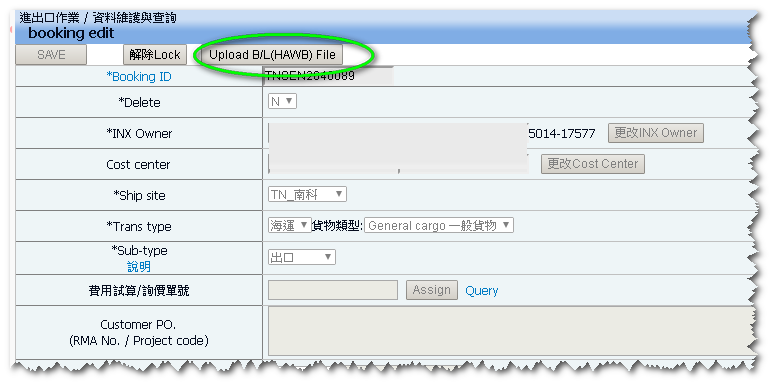 進出口作業 / 資料維護與查詢
booking edit
SAVE 解除Lock Upload B/L(HAWB) File
*Booking ID TNSEN2640089
*Delete N
*INX Owner 5014-17577 更改INX Owner
Cost center 更改Cost Center
*Ship site TN_南科
*Trans type 海運 貨物類型: General cargo 一般貨物
*Sub-type 出口
說明
費用試算/詢價單號 Assign Query
Customer PO.
(RMA No. / Project code)